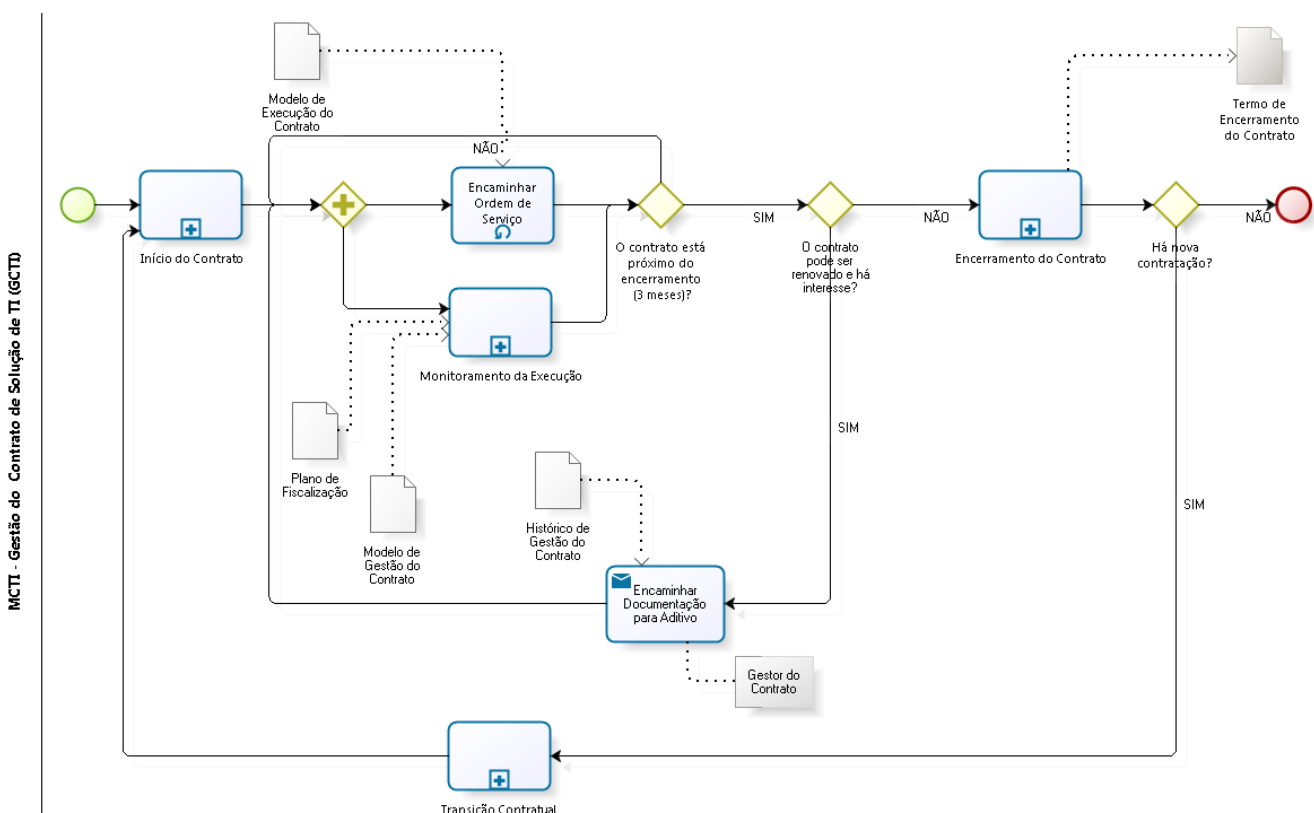 MCTI - Gestão do Contrato de Solução de TI (GCTI)
Modelo de
Execução do
Contrato
Termo de
Encerramento
do Contrato
NÃO
Encaminhar
Ordem de
Serviço
Início do Contrato
O contrato está
próximo do
encerramento
(3 meses)?
SIM
O contrato
pode ser
renovado e há
interesse?
NÃO
Encerramento do Contrato
Há nova
contratação?
NÃO
Monitoramento da Execução
SIM
Plano de
Fiscalização
Modelo de
Gestão do
Contrato
Histórico de
Gestão do
Contrato
SIM
Encaminhar
Documentação
para Aditivo
Gestor do
Contrato
Transição Contratual